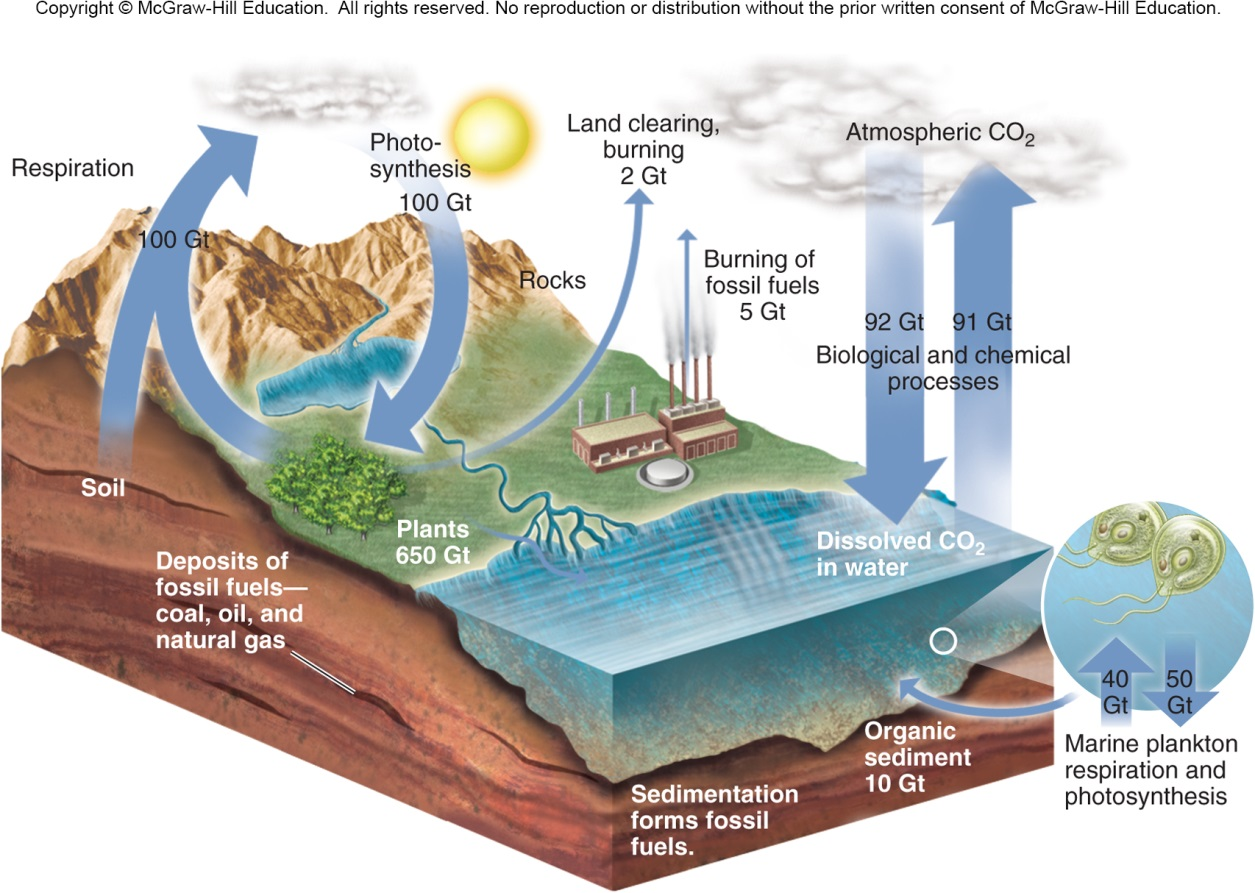 Copyright © McGraw-Hill Education. All rights reserved. No reproduction or distribution without the prior written consent of McGraw-Hill Education.
Respiration
100 Gt
Photo-
synthesis
100 Gt
Land clearing,
burning
2 Gt
Atmospheric CO₂
Rocks
Burning of
fossil fuels
5 Gt
92 Gt
91 Gt
Biological and chemical
processes
Soil
Plants
650 Gt
Deposits of
fossil fuels—
coal, oil, and
natural gas
Dissolved CO₂
in water
40
Gt
50
Gt
Marine plankton
respiration and
photosynthesis
Organic
sediment
10 Gt
Sedimentation
forms fossil
fuels.